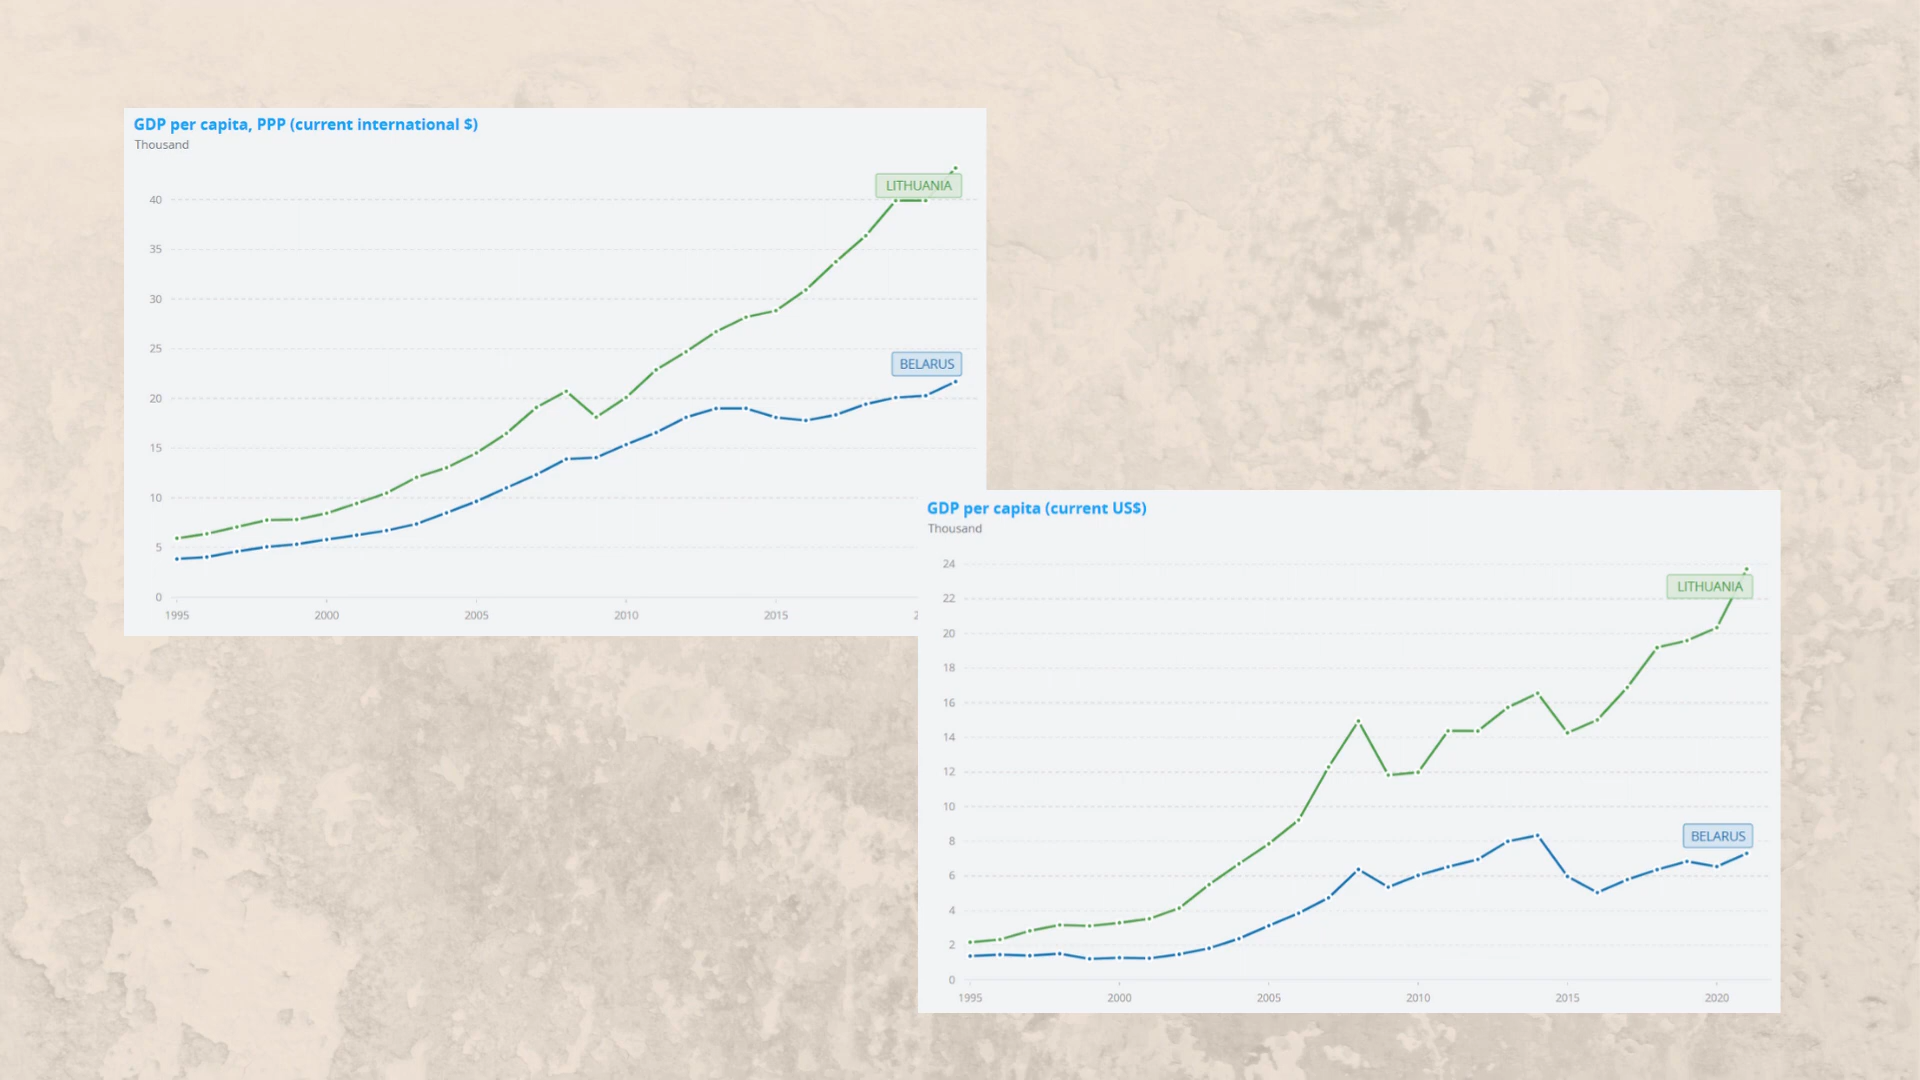 GDP per capita, PPP (current international $)
Thousand
LITHUANIA
40
35
30
25
BELARUS
20
15
10
5
0
1995 2000 2005 2010 2015 2
GDP per capita (current US$)
Thousand
24
LITHUANIA
22
20
18
16
14
12
10
BELARUS
8
6
4
2
0
1995 2000 2005 2010 2015 2020